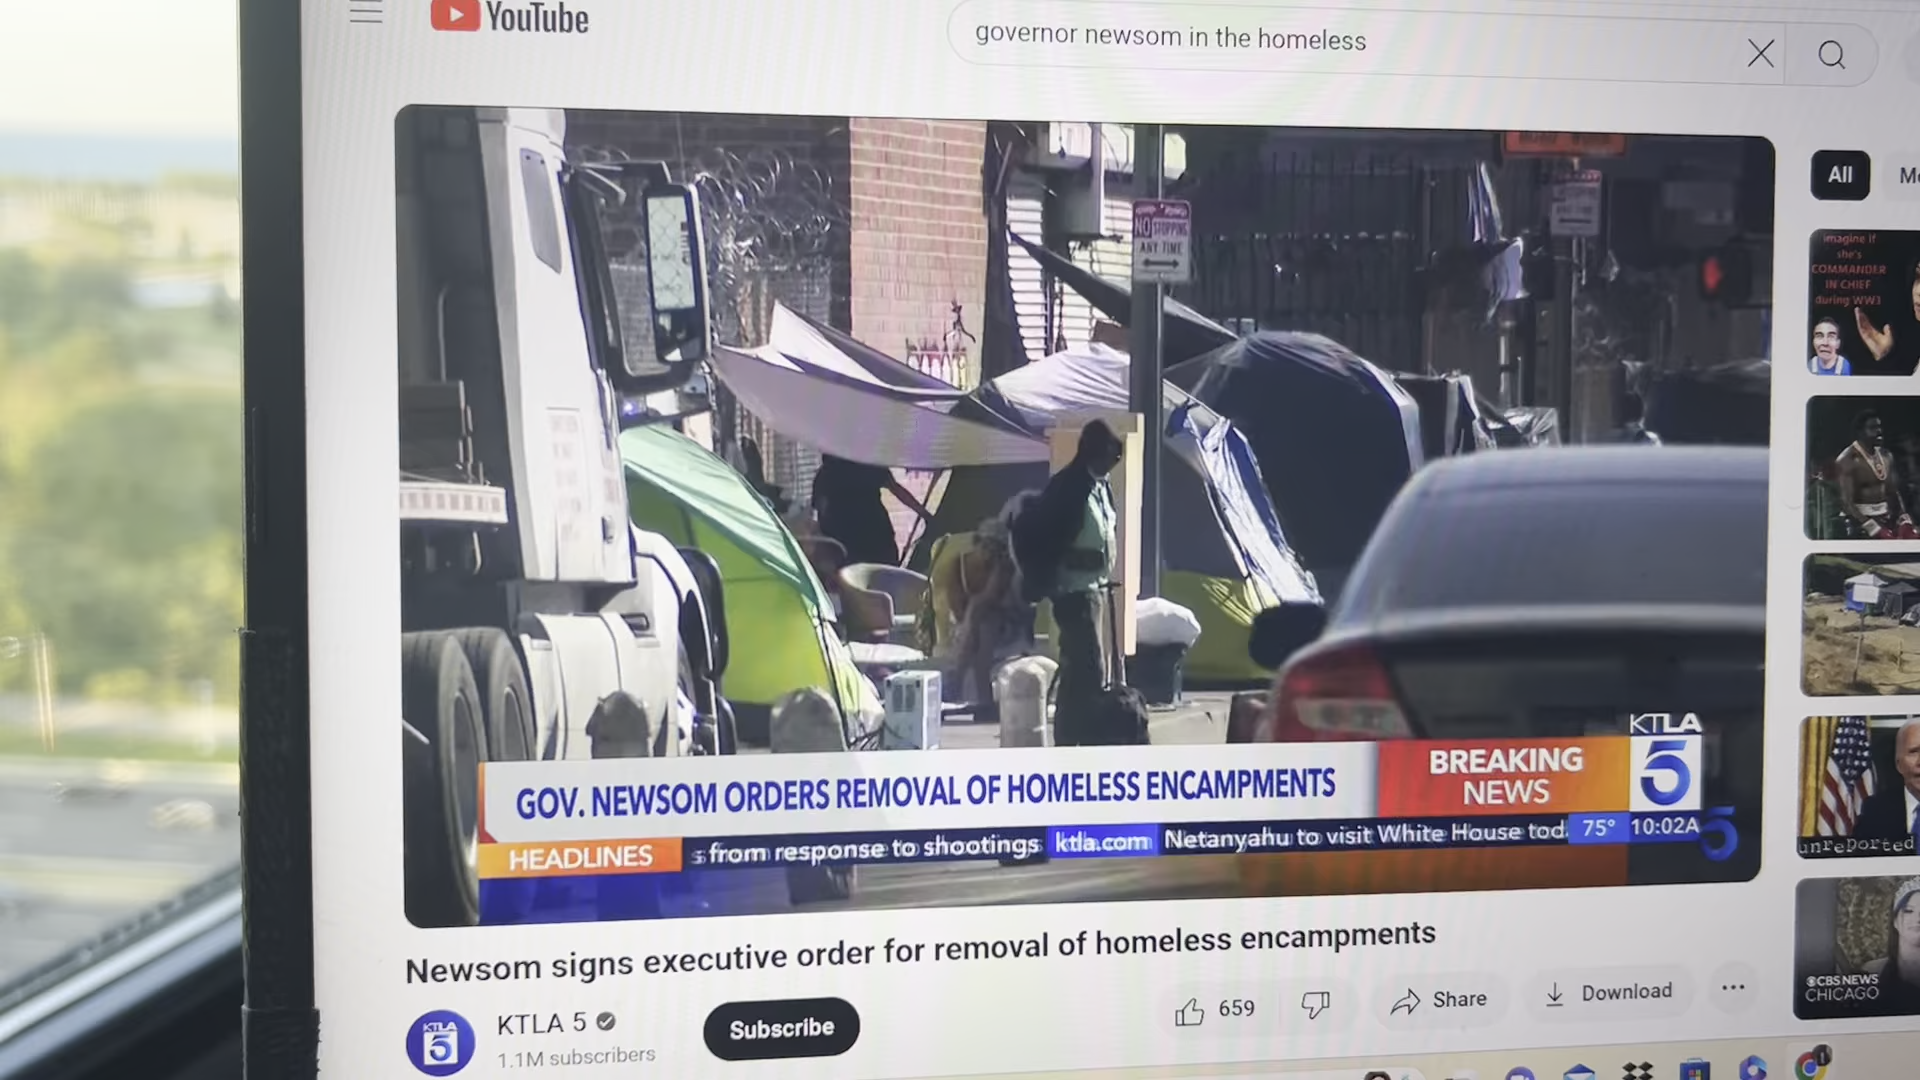 YouTube
governor newsom in the homeless
All
imagine if
she's
COMMANDER
IN CHIEF
during WW3
NO STOPPING
ANY TIME
KTLA
5
GOV. NEWSOM ORDERS REMOVAL OF HOMELESS ENCAMPMENTS
BREAKING
NEWS
HEADLINES
from response to shootings ktla.com Netanyahu to visit White House tod
75° 10:02A
5
unreported
Newsom signs executive order for removal of homeless encampments
KTLA
5
KTLA 5
1.1M subscribers
Subscribe
659
Share
Download
CBS NEWS
CHICAGO